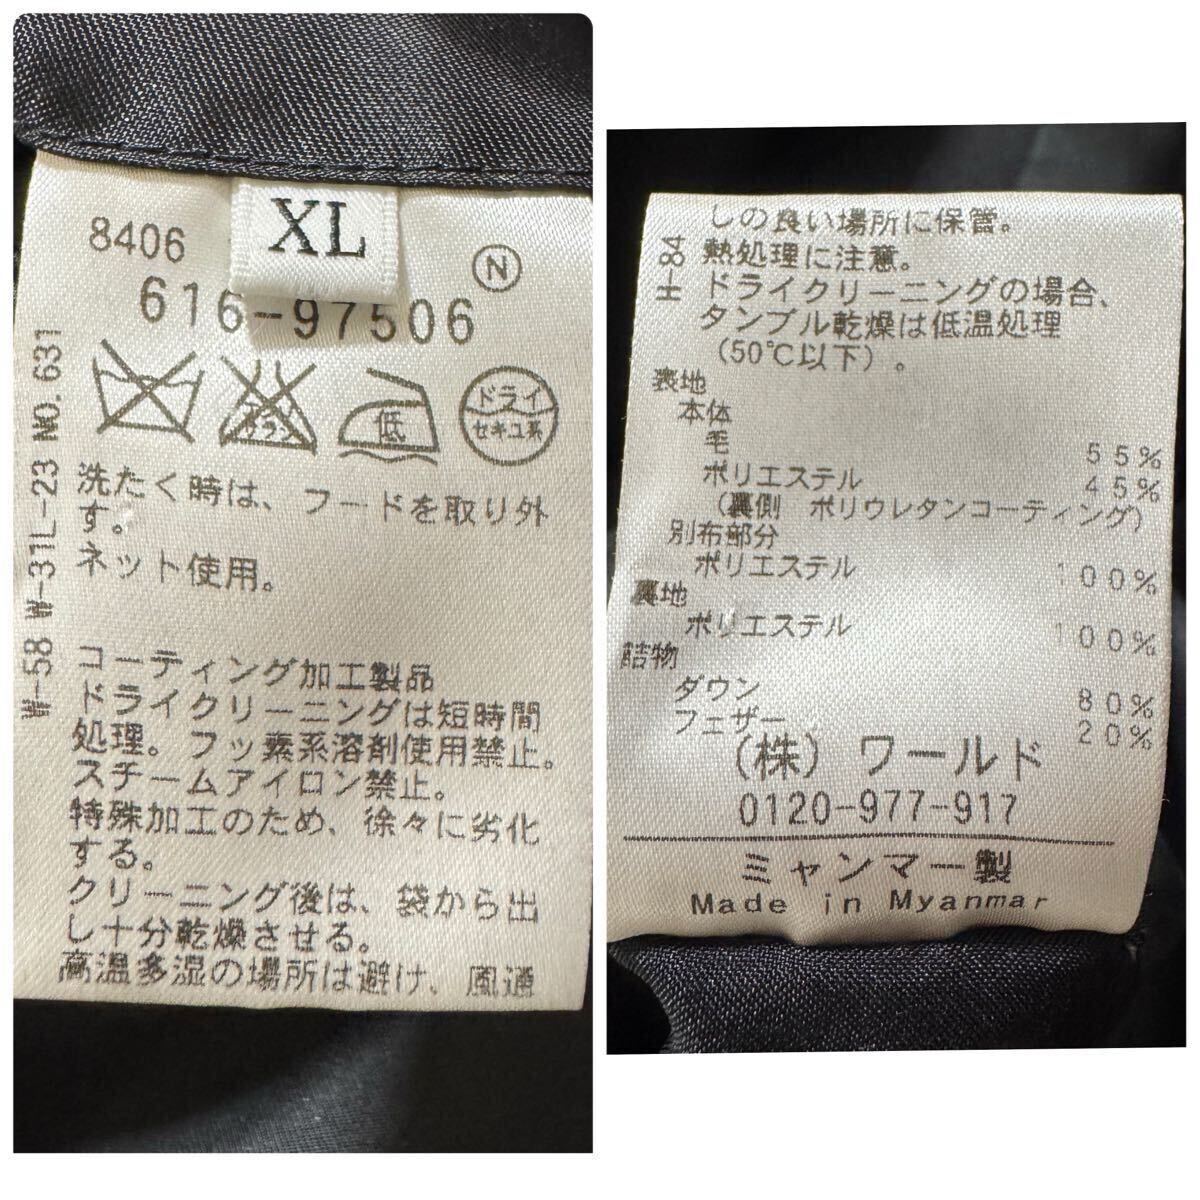 XL
8406
N
616-97506
W-58 W-31L-23 NO.631
エンソ
サラシ
低
ドライ
セキユ系
洗たく時は、フードを取り外
す。
ネット使用。
コーティング加工製品
ドライクリーニングは短時間
処理。フッ素系溶剤使用禁止。
スチームアイロン禁止。
特殊加工のため、徐々に劣化
する。
クリーニング後は、袋から出
し十分乾燥させる。
高温多湿の場所は避け、風通
しの良い場所に保管。
H-84
熱処理に注意。
ドライクリーニングの場合、
タンブル乾燥は低温処理
(50℃以下)。
表地
本体
毛 55%
ポリエステル 45%
(裏側 ポリウレタンコーティング)
別布部分
ポリエステル 100%
裏地
ポリエステル 100%
詰物
ダウン 80%
フェザー 20%
(株) ワールド
0120-977-917
ミャンマー製
Made in Myanmar